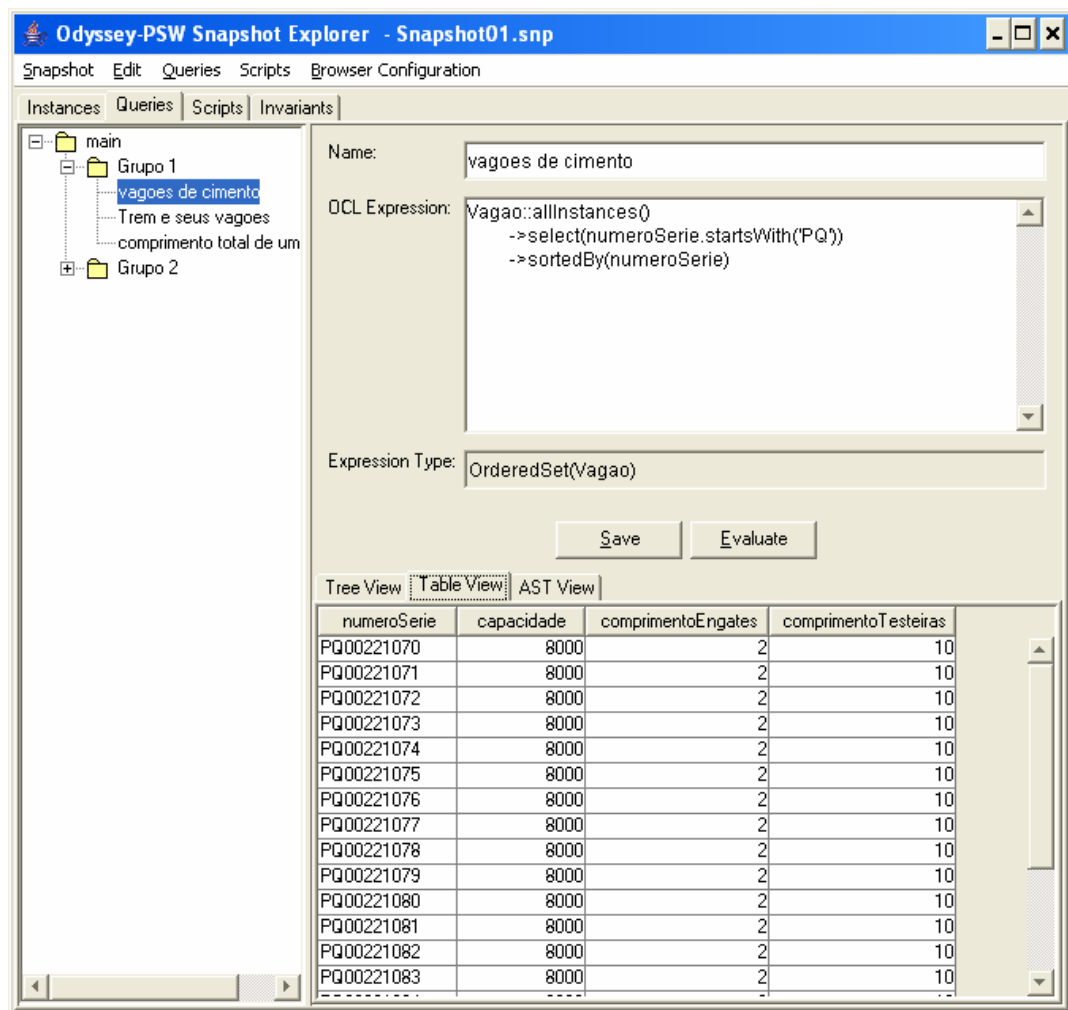 Odyssey-PSW Snapshot Explorer - Snapshot01.snp
Snapshot Edit Queries Scripts Browser Configuration
Instances Queries Scripts Invariants
main
Grupo 1
vagoes de cimento
Trem e seus vagoes
comprimento total de um
Grupo 2
Name:
vagoes de cimento
OCL Expression:
Vagao::allInstances()
->select(numeroSerie.startsWith('PQ'))
->sortedBy(numeroSerie)
Expression Type:
OrderedSet(Vagao)
Save Evaluate
Tree View Table View AST View
numeroSerie capacidade comprimentoEngates comprimentoTesteiras
PQ00221070 8000 2 10
PQ00221071 8000 2 10
PQ00221072 8000 2 10
PQ00221073 8000 2 10
PQ00221074 8000 2 10
PQ00221075 8000 2 10
PQ00221076 8000 2 10
PQ00221077 8000 2 10
PQ00221078 8000 2 10
PQ00221079 8000 2 10
PQ00221080 8000 2 10
PQ00221081 8000 2 10
PQ00221082 8000 2 10
PQ00221083 8000 2 10